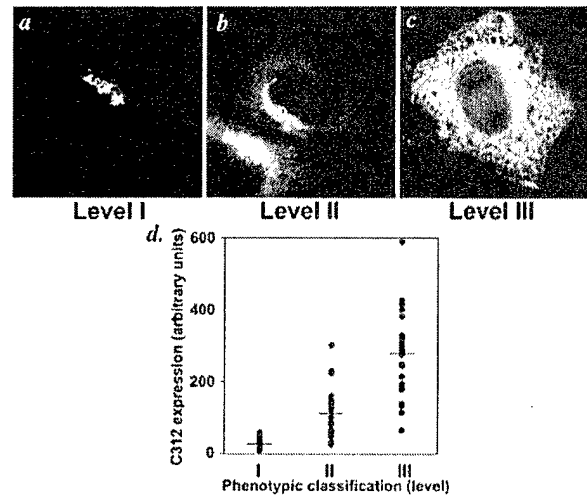 a b c
Level I Level II Level III
d.
C312 expression (arbitrary units)
600
400
200
0
I II III
Phenotypic classification (level)